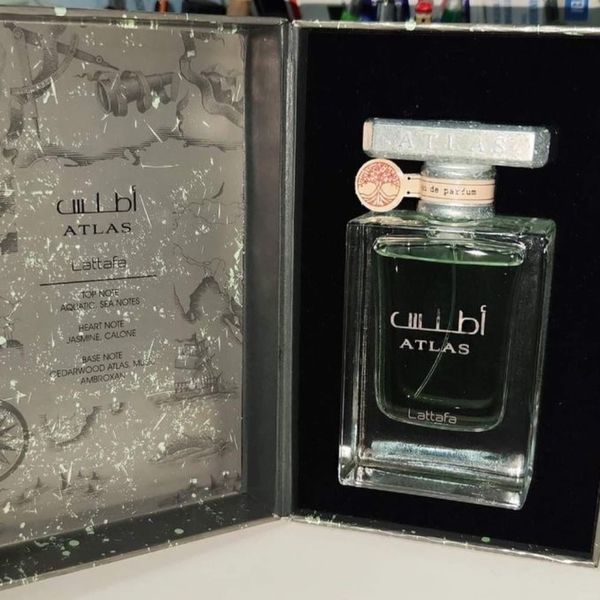 أطلس
ATLAS
Lattafa
TOP NOTE
AQUATIC, SEA NOTES
HEART NOTE
JASMINE, CALONE
BASE NOTE
CEDARWOOD ATLAS, MUSK
AMBROXAN
ATLAS
de parfum
أطلس
ATLAS
Lattafa